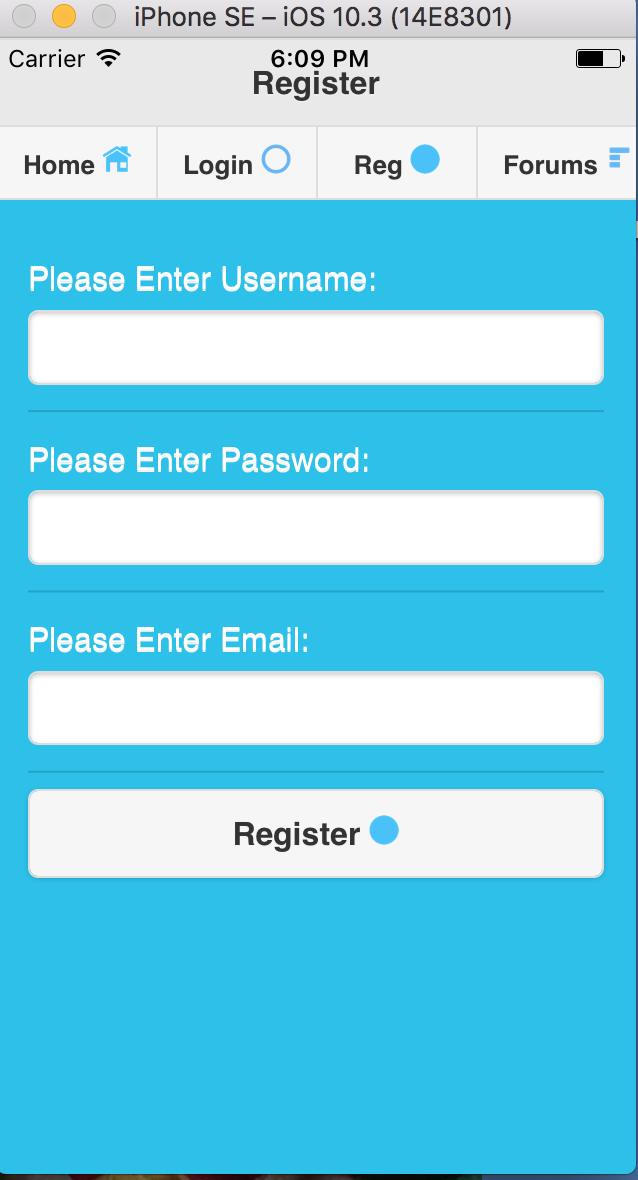 iPhone SE – iOS 10.3 (14E8301)
Carrier 6:09 PM
Register
Home Login Reg Forums
Please Enter Username:
Please Enter Password:
Please Enter Email:
Register